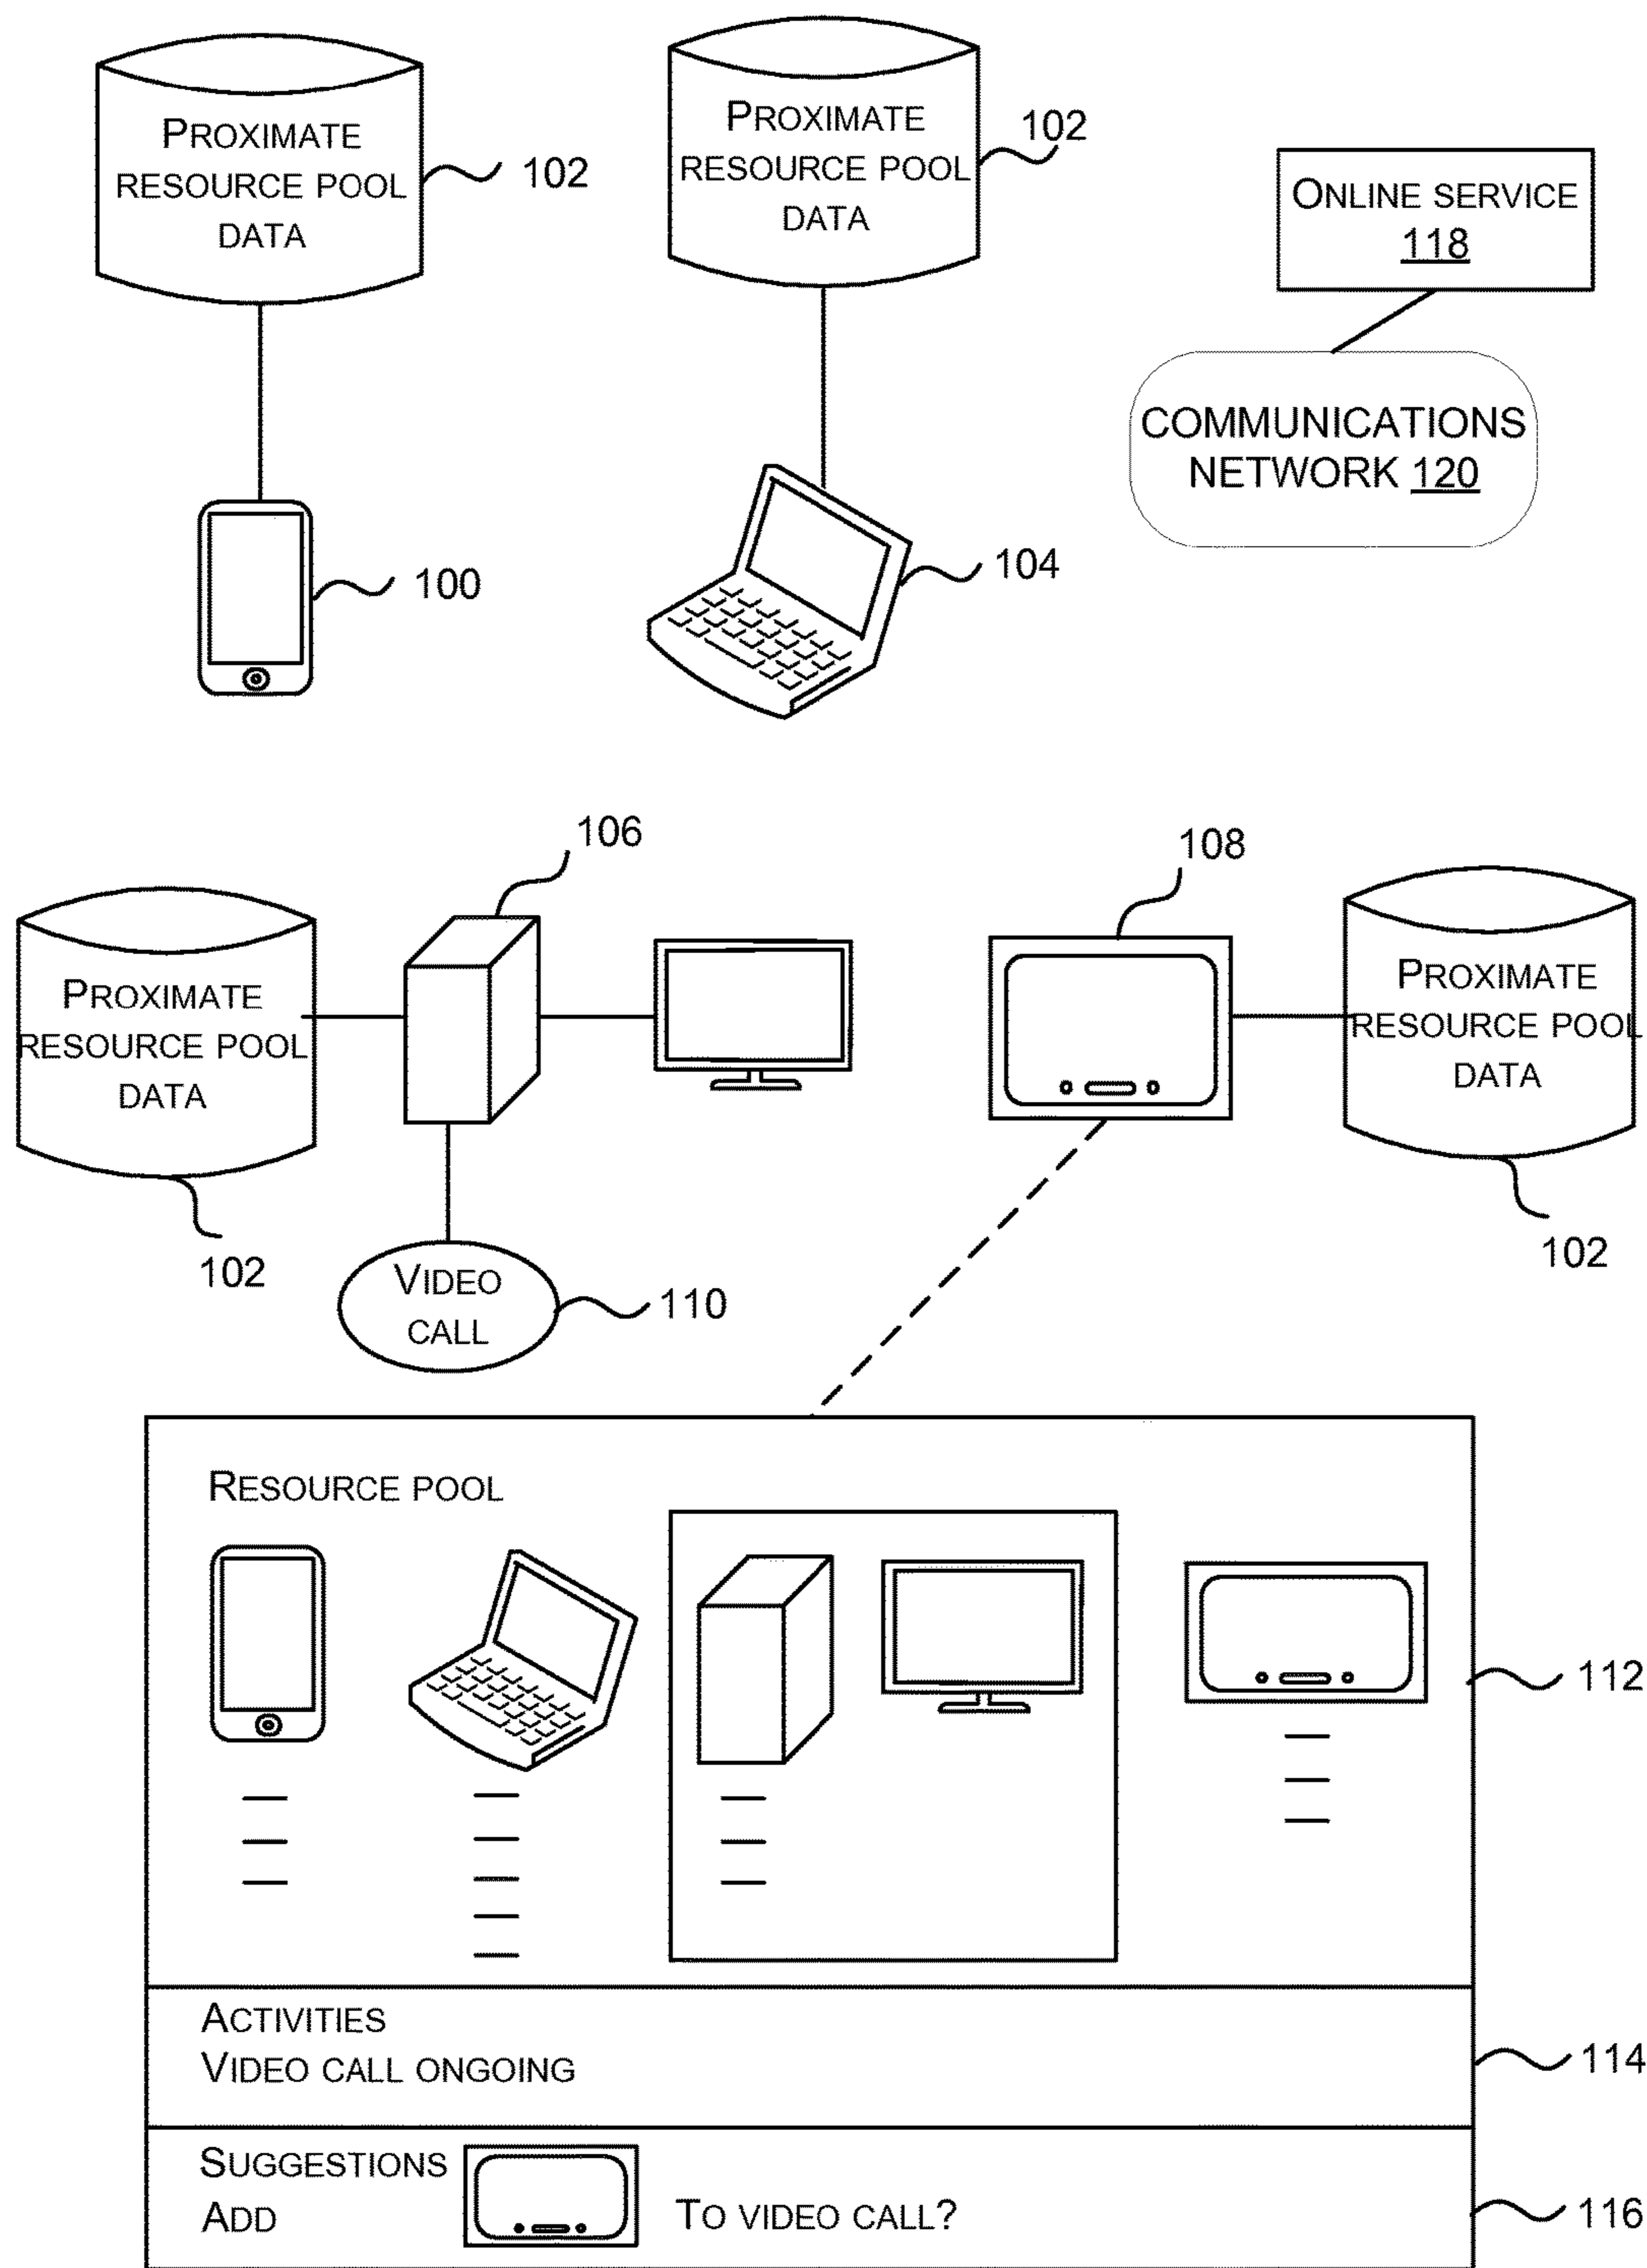 PROXIMATE
RESOURCE POOL
DATA
102
PROXIMATE
RESOURCE POOL
DATA
102
ONLINE SERVICE
118
COMMUNICATIONS
NETWORK 120
100
104
106
108
PROXIMATE
RESOURCE POOL
DATA
102
PROXIMATE
RESOURCE POOL
DATA
102
VIDEO
CALL
110
RESOURCE POOL
112
ACTIVITIES
VIDEO CALL ONGOING
114
SUGGESTIONS
ADD TO VIDEO CALL?
116